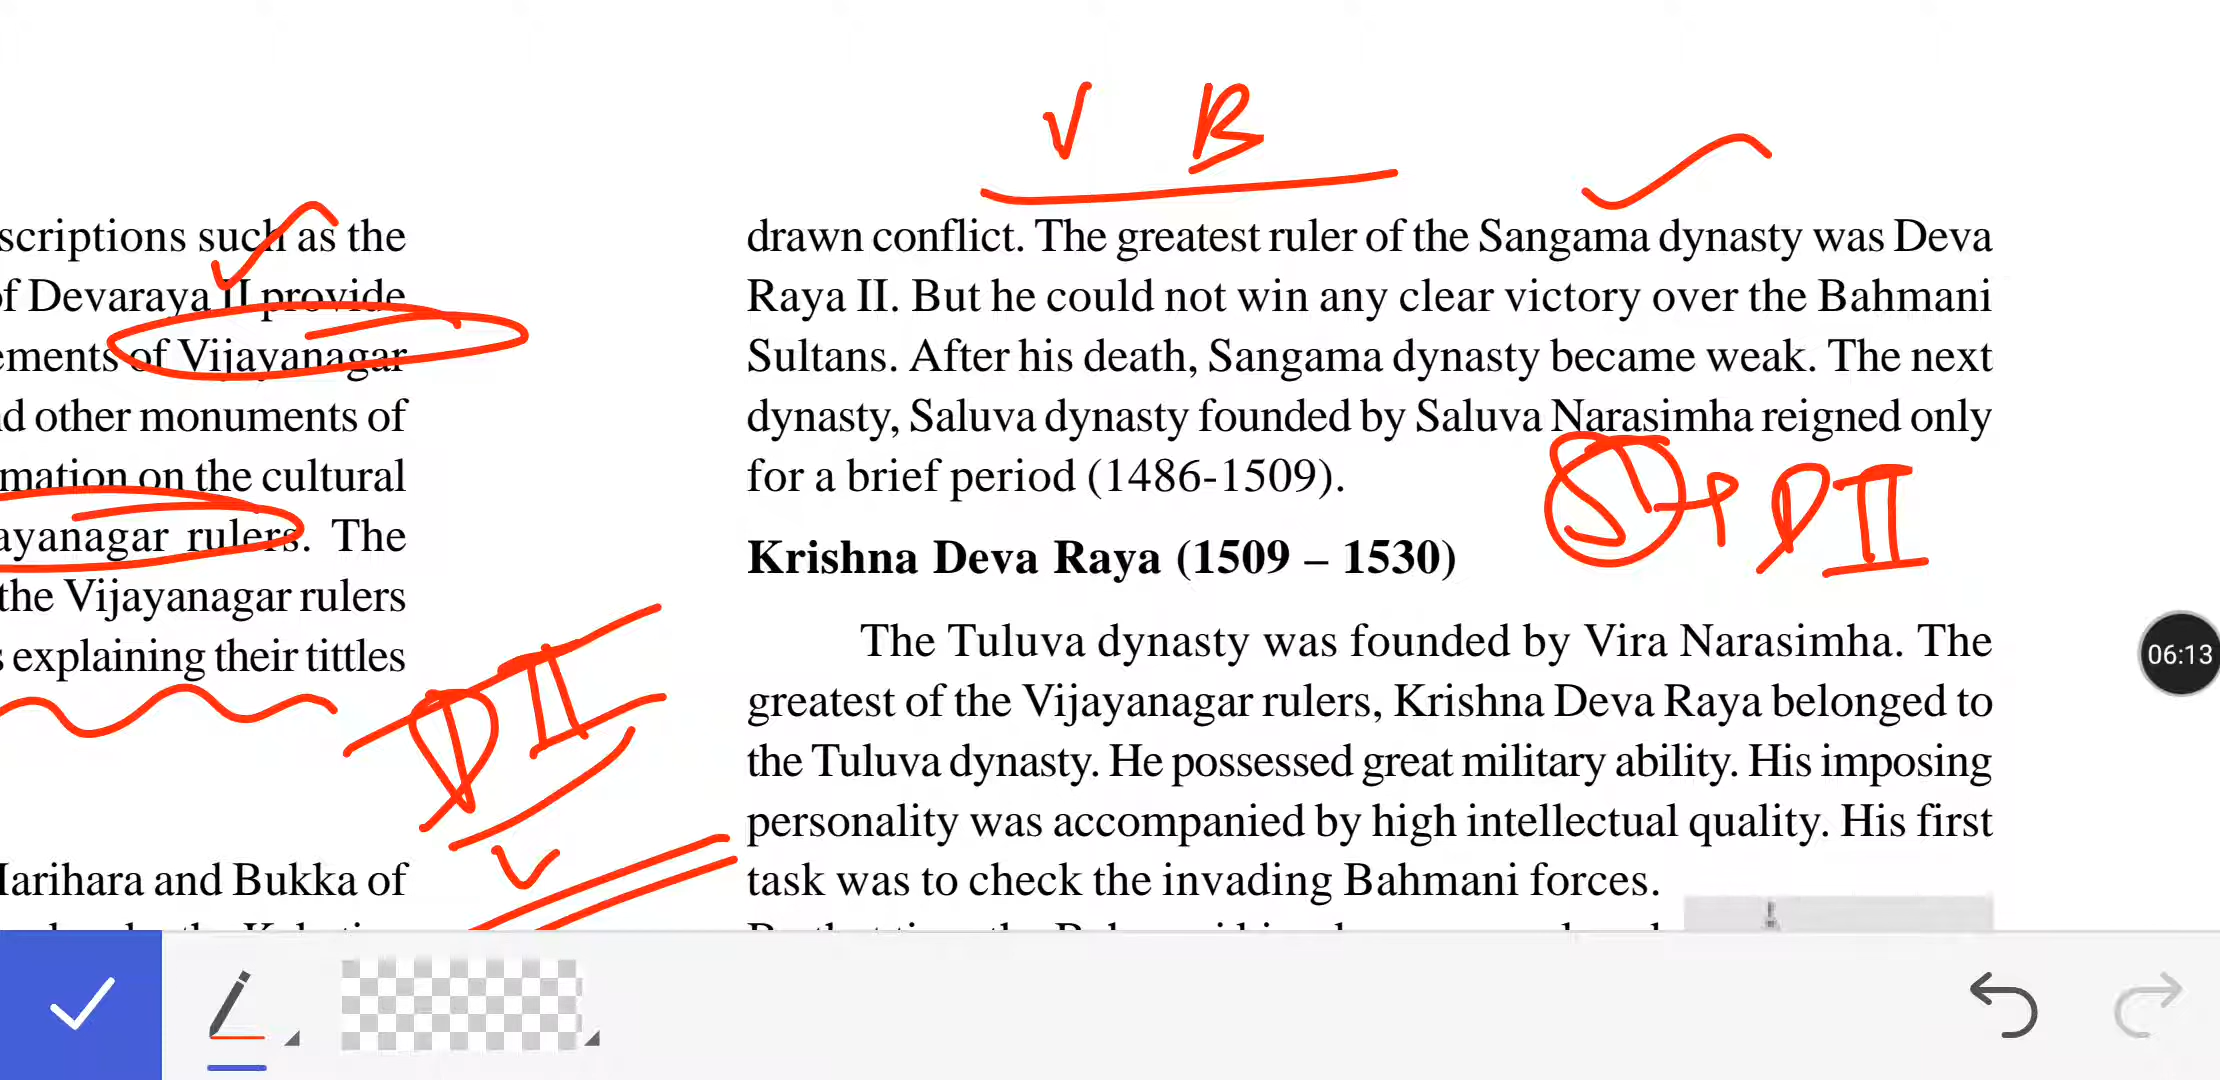 scriptions such as the
of Devaraya II provide
ements of Vijayanagar
nd other monuments of
mation on the cultural
ayanagar rulers. The
the Vijayanagar rulers
s explaining their tittles
Harihara and Bukka of
V B
drawn conflict. The greatest ruler of the Sangama dynasty was Deva
Raya II. But he could not win any clear victory over the Bahmani
Sultans. After his death, Sangama dynasty became weak. The next
dynasty, Saluva dynasty founded by Saluva Narasimha reigned only
for a brief period (1486-1509).
Krishna Deva Raya (1509 – 1530)
The Tuluva dynasty was founded by Vira Narasimha. The
greatest of the Vijayanagar rulers, Krishna Deva Raya belonged to
the Tuluva dynasty. He possessed great military ability. His imposing
personality was accompanied by high intellectual quality. His first
task was to check the invading Bahmani forces.
D II
D II
06:13